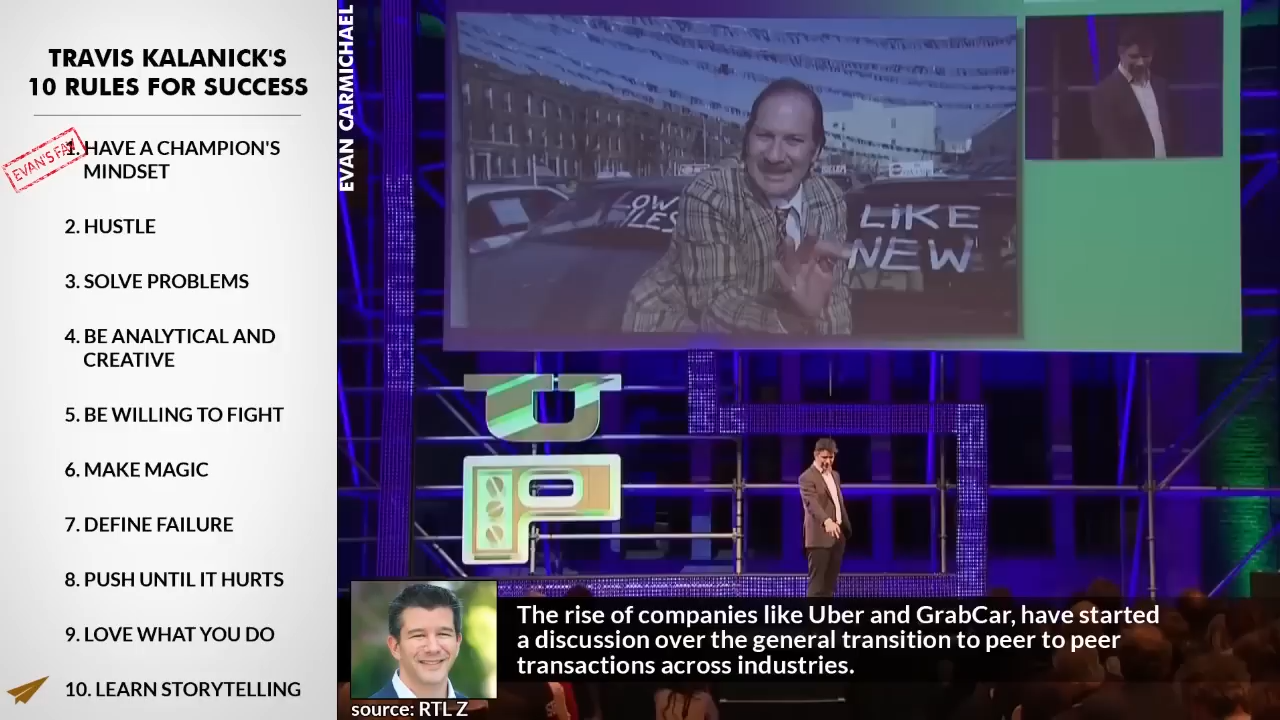 TRAVIS KALANICK'S
10 RULES FOR SUCCESS
EVAN'S
1. HAVE A CHAMPION'S
MINDSET
2. HUSTLE
3. SOLVE PROBLEMS
4. BE ANALYTICAL AND
CREATIVE
5. BE WILLING TO FIGHT
6. MAKE MAGIC
7. DEFINE FAILURE
8. PUSH UNTIL IT HURTS
9. LOVE WHAT YOU DO
10. LEARN STORYTELLING
EVAN CARMICHAEL
LIKE
NEW
UP
The rise of companies like Uber and GrabCar, have started
a discussion over the general transition to peer to peer
transactions across industries.
source: RTL Z